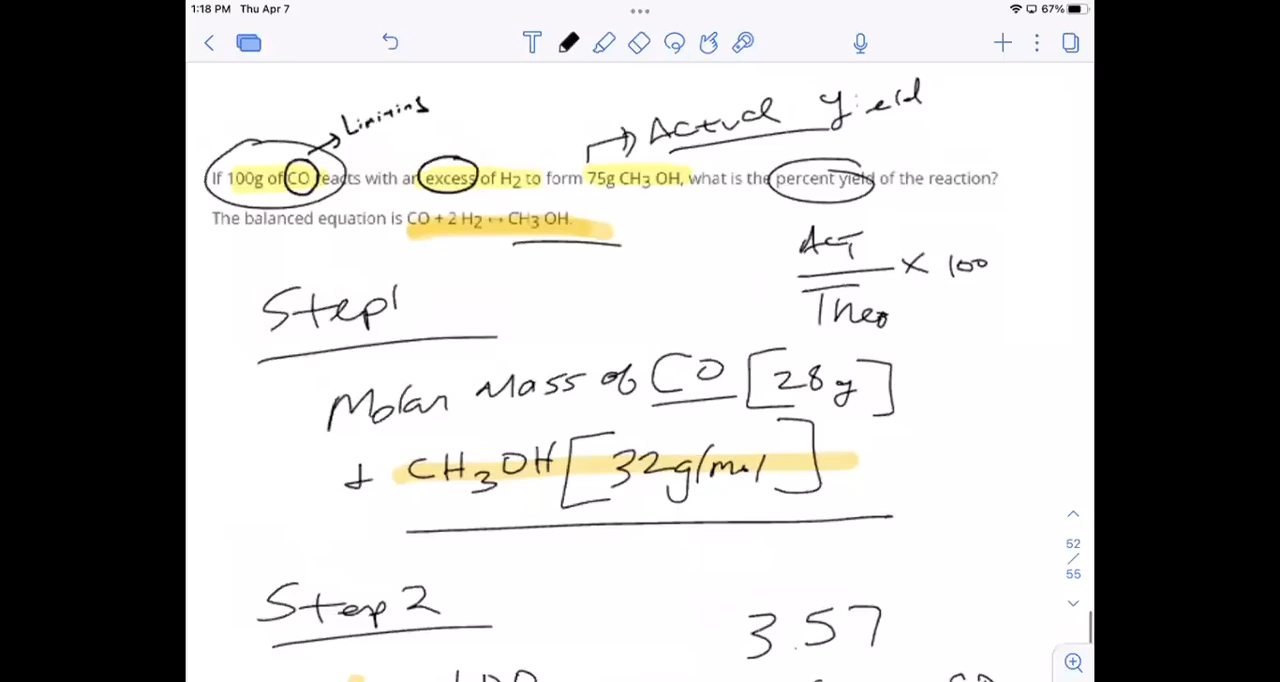 1:18 PM Thu Apr 7
67%
Actual Yield
If 100g of CO reacts with an excess of H2 to form 75g CH3 OH, what is the percent yield of the reaction?
The balanced equation is CO + 2 H2 ↔ CH3 OH.
ACT
Theo
× 100
Step 1
Molar Mass of CO [28g]
+ CH3OH [32g/mol]
52
/
55
Step 2
3.57
100